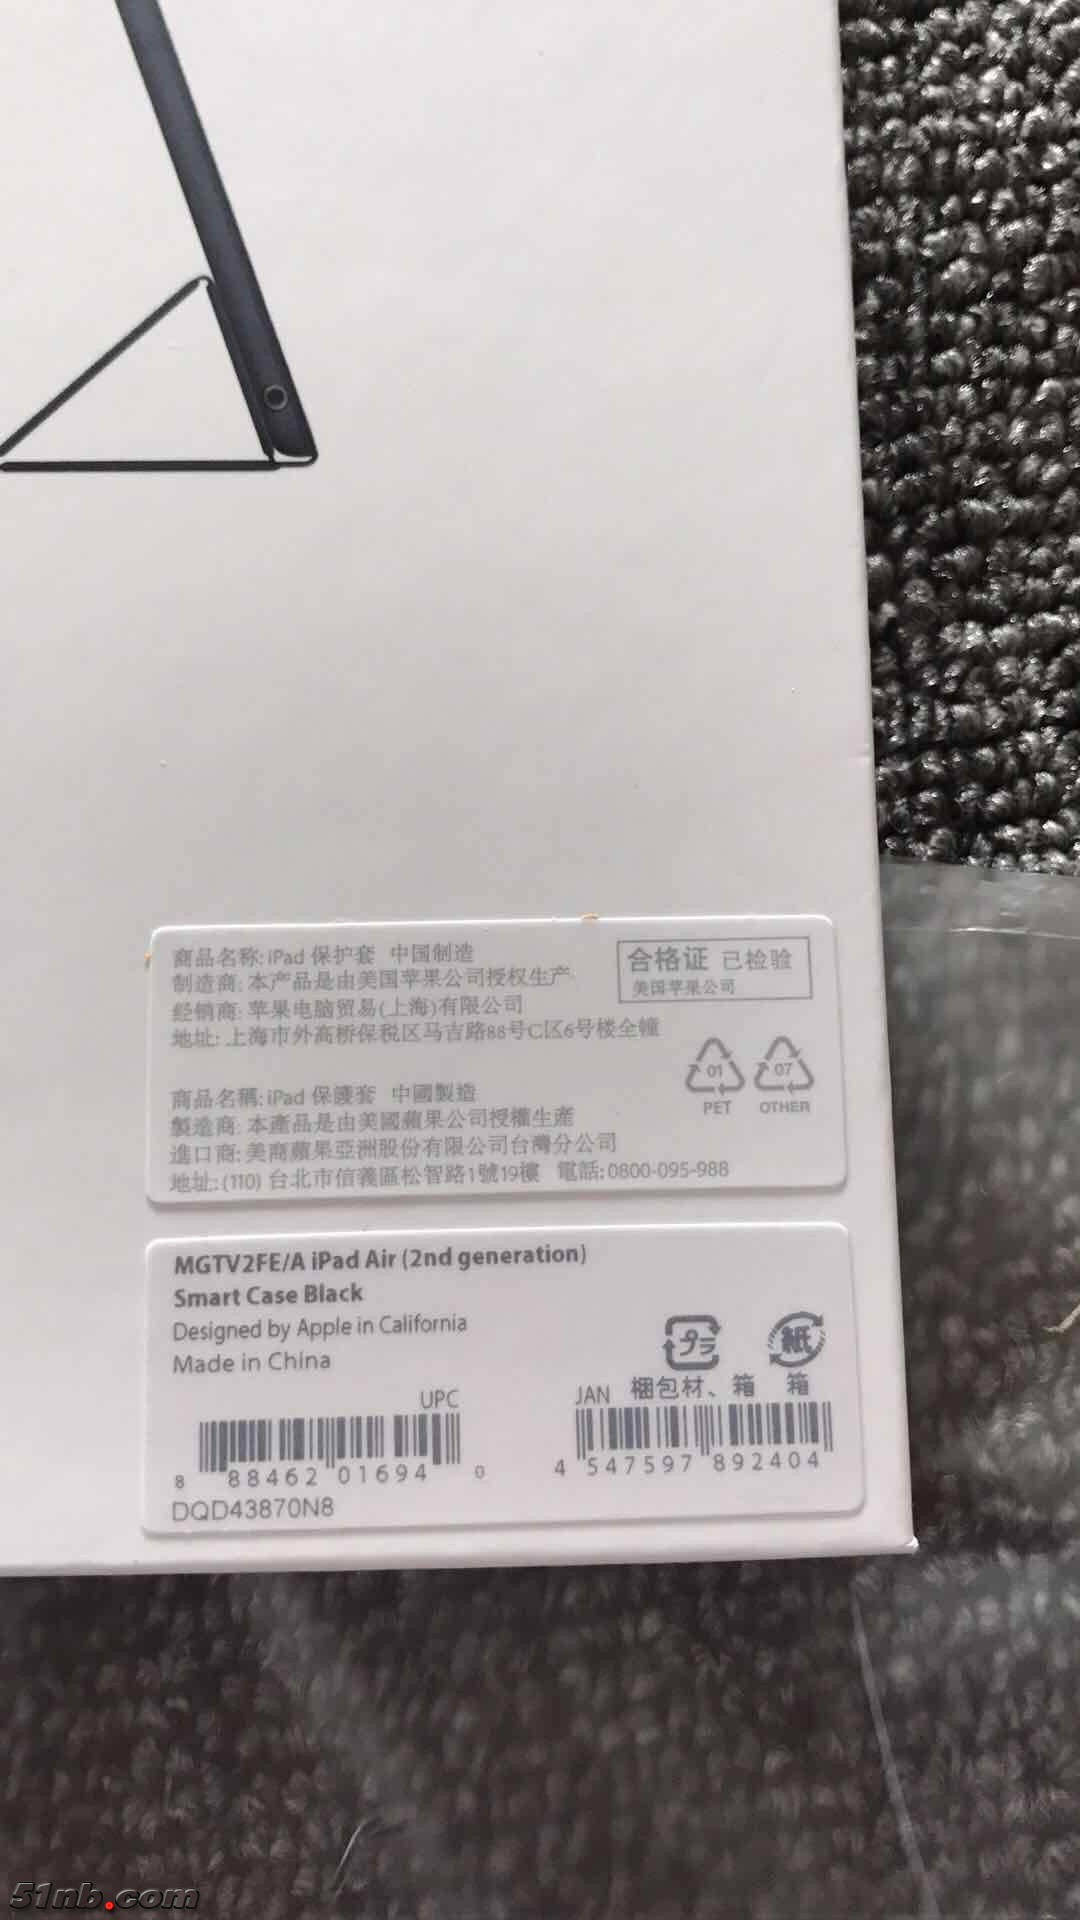 商品名称: iPad 保护套 中国制造
制造商: 本产品是由美国苹果公司授权生产
经销商: 苹果电脑贸易(上海)有限公司
地址: 上海市外高桥保税区马吉路88号C区6号楼全幢
合格证 已检验
美国苹果公司
01
PET
07
OTHER
商品名稱: iPad 保護套 中國製造
製造商: 本產品是由美國蘋果公司授權生產
進口商: 美商蘋果亞洲股份有限公司台灣分公司
地址: (110) 台北市信義區松智路1號19樓 電話: 0800-095-988
MGTV2FE/A iPad Air (2nd generation)
Smart Case Black
Designed by Apple in California
Made in China
プラ
紙
梱包材、箱 箱
UPC
8 88462 01694 0
JAN
4 547597 892404
DQD43870N8
51nb.com